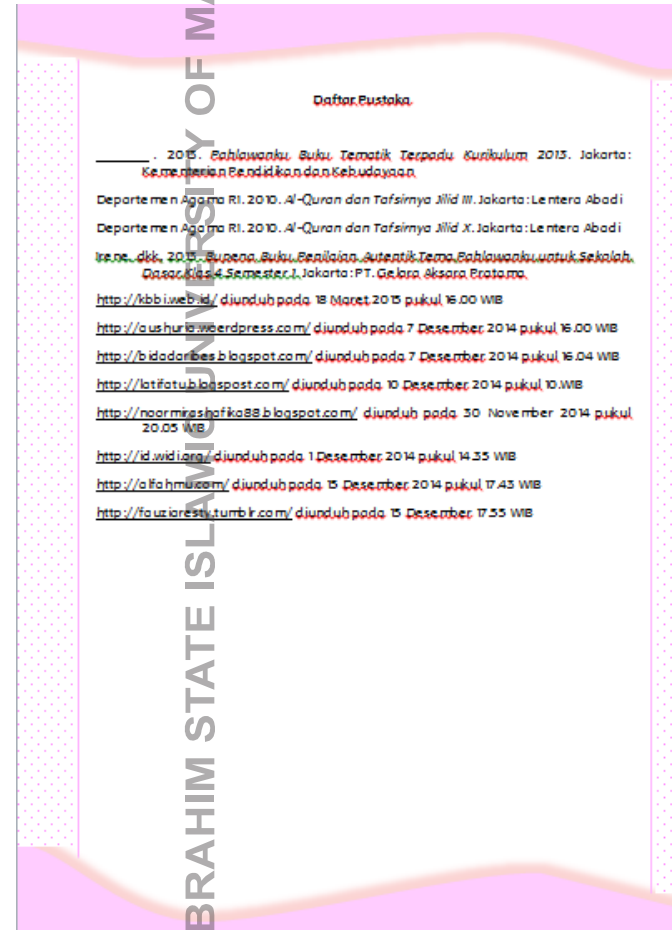 Daftar Pustaka
_______ . 2013. Pahlawanku Buku Tematik Terpadu Kurikulum 2013. Jakarta:
Kementerian Pendidikan dan Kebudayaan
Departemen Agama RI. 2010. Al-Quran dan Tafsirnya Jilid III. Jakarta: Lentera Abadi
Departemen Agama RI. 2010. Al-Quran dan Tafsirnya Jilid X. Jakarta: Lentera Abadi
Irene, dkk. 2013. Bupena Buku Penilaian Autentik Tema Pahlawanku untuk Sekolah
Dasar Klas 4 Semester 1. Jakarta: PT. Gelora Aksara Pratama
http://kbbi.web.id/ diunduh pada 18 Maret 2015 pukul 16.00 WIB
http://aushuria.woerdpress.com/ diunduh pada 7 Desember 2014 pukul 16.00 WIB
http://bidadaribes.blogspot.com/ diunduh pada 7 Desember 2014 pukul 16.04 WIB
http://latifatu.blogspost.com/ diunduh pada 10 Desember 2014 pukul 10.WIB
http://noormirashafika88.blogspot.com/ diunduh pada 30 November 2014 pukul
20.05 WIB
http://id.widi.org/ diunduh pada 1 Desember 2014 pukul 14.35 WIB
http://alfahmu.com/ diunduh pada 15 Desember 2014 pukul 17.43 WIB
http://fauziaresty.tumblr.com/ diunduh pada 15 Desember 17.55 WIB
BRAHIM STATE ISLAMIC UNIVERSITY OF MA